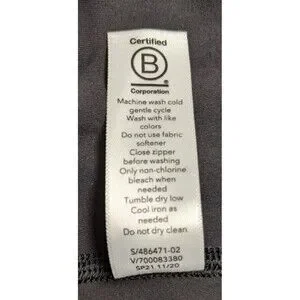 Certified
B
Corporation
Machine wash cold
gentle cycle
Wash with like
colors
Do not use fabric
softener
Close zipper
before washing
Only non-chlorine
bleach when
needed
Tumble dry low
Cool iron as
needed
Do not dry clean
S/486471-02
V/700083380
SP21 11/20